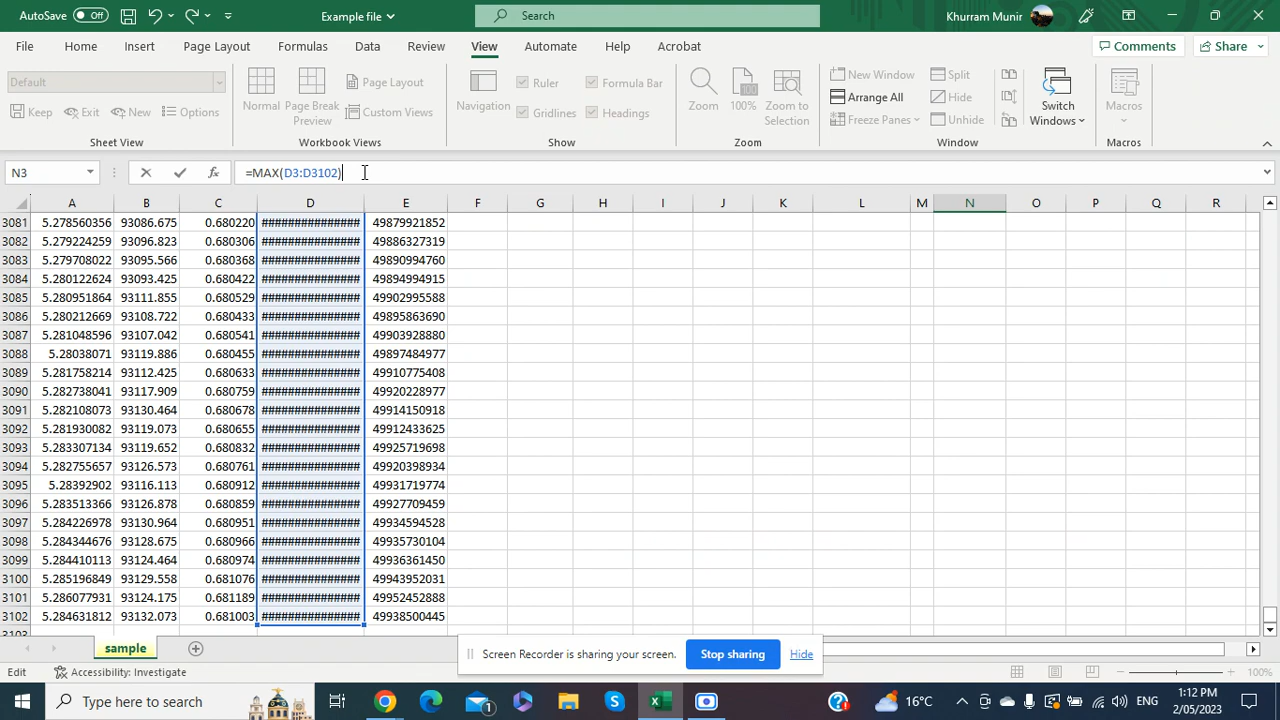 AutoSave Off Example file Search Khurram Munir
File Home Insert Page Layout Formulas Data Review View Automate Help Acrobat Comments Share
Default
Keep Exit New Options
Sheet View
Normal Page Break Preview Page Layout Custom Views
Workbook Views
Navigation Ruler Formula Bar
Gridlines Headings
Show
Zoom 100% Zoom to Selection
Zoom
New Window Split
Arrange All Hide
Freeze Panes Unhide
Switch Windows
Window
Macros
Macros
N3 fx =MAX(D3:D3102)
A B C D E F G H I J K L M N O P Q R
3081 5.278560356 93086.675 0.680220 ############### 49879921852
3082 5.279224259 93096.823 0.680306 ############### 49886327319
3083 5.279708022 93095.566 0.680368 ############### 49890994760
3084 5.280122624 93093.425 0.680422 ############### 49894994915
3085 5.280951864 93111.855 0.680529 ############### 49902995588
3086 5.280212669 93108.722 0.680433 ############### 49895863690
3087 5.281048596 93107.042 0.680541 ############### 49903928880
3088 5.28038071 93119.886 0.680455 ############### 49897484977
3089 5.281758214 93112.425 0.680633 ############### 49910775408
3090 5.282738041 93117.909 0.680759 ############### 49920228977
3091 5.282108073 93130.464 0.680678 ############### 49914150918
3092 5.281930082 93119.073 0.680655 ############### 49912433625
3093 5.283307134 93119.652 0.680832 ############### 49925719698
3094 5.282755657 93126.573 0.680761 ############### 49920398934
3095 5.28392902 93116.113 0.680912 ############### 49931719774
3096 5.283513366 93126.878 0.680859 ############### 49927709459
3097 5.284226978 93130.964 0.680951 ############### 49934594528
3098 5.284344676 93128.675 0.680966 ############### 49935730104
3099 5.284410113 93124.464 0.680974 ############### 49936361450
3100 5.285196849 93129.558 0.681076 ############### 49943952031
3101 5.286077931 93124.175 0.681189 ############### 49952452888
3102 5.284631812 93132.073 0.681003 ############### 49938500445
sample
Screen Recorder is sharing your screen. Stop sharing Hide
Edit Accessibility: Investigate 100%
Type here to search 1 16°C ENG 1:12 PM
2/05/2023